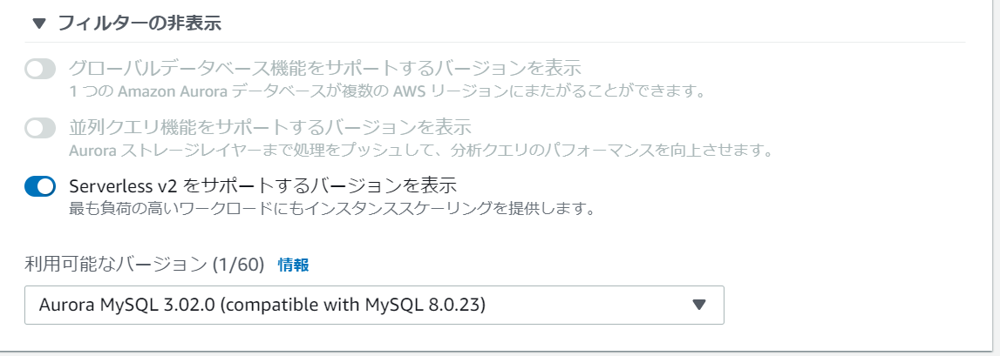 ▼ フィルターの非表示
グローバルデータベース機能をサポートするバージョンを表示
1 つの Amazon Aurora データベースが複数の AWS リージョンにまたがることができます。
並列クエリ機能をサポートするバージョンを表示
Aurora ストレージレイヤーまで処理をプッシュして、分析クエリのパフォーマンスを向上させます。
Serverless v2 をサポートするバージョンを表示
最も負荷の高いワークロードにもインスタンススケーリングを提供します。
利用可能なバージョン (1/60) 情報
Aurora MySQL 3.02.0 (compatible with MySQL 8.0.23) ▼